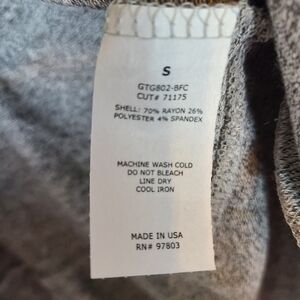 S
GTG802-BFC
CUT# 71175
SHELL: 70% RAYON 26%
POLYESTER 4% SPANDEX
MACHINE WASH COLD
DO NOT BLEACH
LINE DRY
COOL IRON
MADE IN USA
RN# 97803